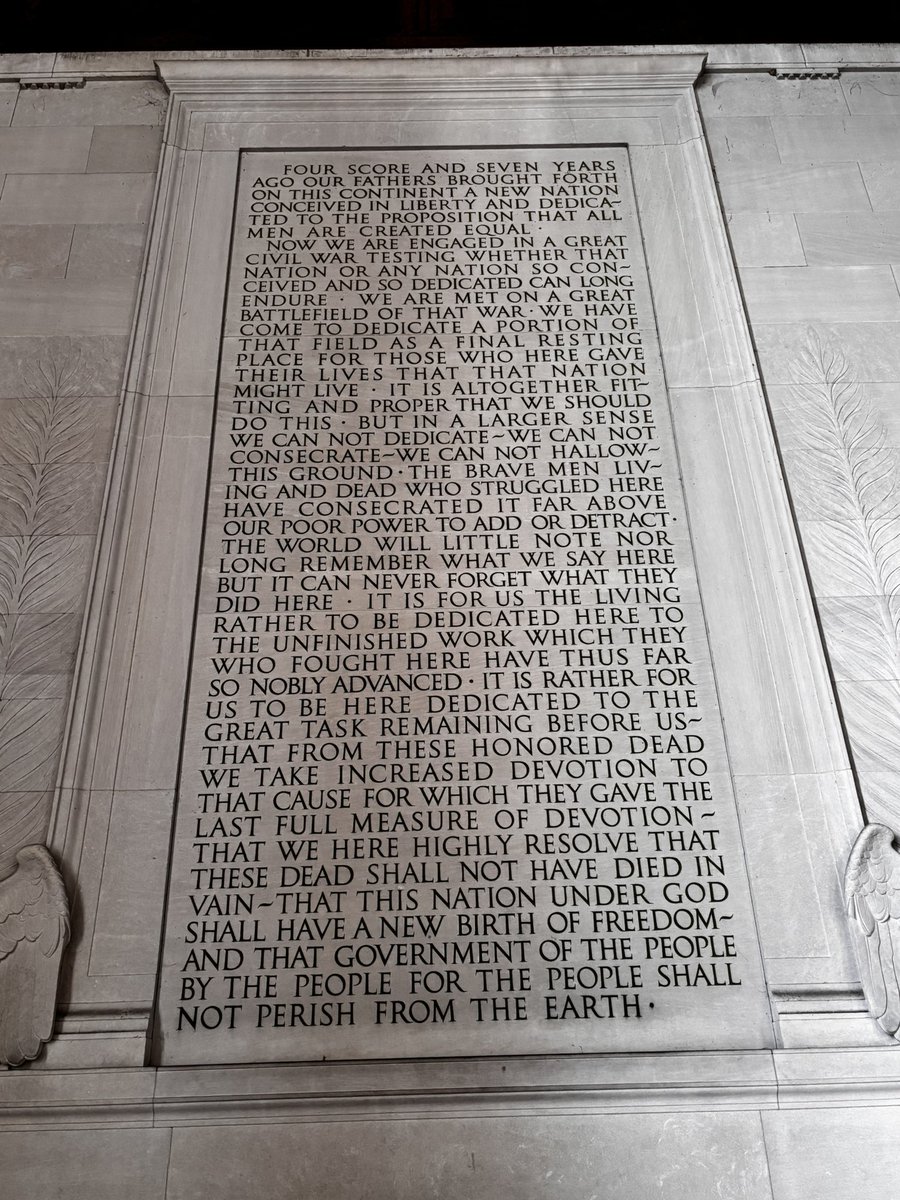 FOUR SCORE AND SEVEN YEARS
AGO OUR FATHERS BROUGHT FORTH
ON THIS CONTINENT A NEW NATION
CONCEIVED IN LIBERTY AND DEDICA~
TED TO THE PROPOSITION THAT ALL
MEN ARE CREATED EQUAL ·
NOW WE ARE ENGAGED IN A GREAT
CIVIL WAR TESTING WHETHER THAT
NATION OR ANY NATION SO CON~
CEIVED AND SO DEDICATED CAN LONG
ENDURE · WE ARE MET ON A GREAT
BATTLEFIELD OF THAT WAR · WE HAVE
COME TO DEDICATE A PORTION OF
THAT FIELD AS A FINAL RESTING
PLACE FOR THOSE WHO HERE GAVE
THEIR LIVES THAT THAT NATION
MIGHT LIVE · IT IS ALTOGETHER FIT~
TING AND PROPER THAT WE SHOULD
DO THIS · BUT IN A LARGER SENSE
WE CAN NOT DEDICATE~WE CAN NOT
CONSECRATE~WE CAN NOT HALLOW~
THIS GROUND · THE BRAVE MEN LIV~
ING AND DEAD WHO STRUGGLED HERE
HAVE CONSECRATED IT FAR ABOVE
OUR POOR POWER TO ADD OR DETRACT ·
THE WORLD WILL LITTLE NOTE NOR
LONG REMEMBER WHAT WE SAY HERE
BUT IT CAN NEVER FORGET WHAT THEY
DID HERE · IT IS FOR US THE LIVING
RATHER TO BE DEDICATED HERE TO
THE UNFINISHED WORK WHICH THEY
WHO FOUGHT HERE HAVE THUS FAR
SO NOBLY ADVANCED · IT IS RATHER FOR
US TO BE HERE DEDICATED TO THE
GREAT TASK REMAINING BEFORE US~
THAT FROM THESE HONORED DEAD
WE TAKE INCREASED DEVOTION TO
THAT CAUSE FOR WHICH THEY GAVE THE
LAST FULL MEASURE OF DEVOTION~
THAT WE HERE HIGHLY RESOLVE THAT
THESE DEAD SHALL NOT HAVE DIED IN
VAIN~THAT THIS NATION UNDER GOD
SHALL HAVE A NEW BIRTH OF FREEDOM~
AND THAT GOVERNMENT OF THE PEOPLE
BY THE PEOPLE FOR THE PEOPLE SHALL
NOT PERISH FROM THE EARTH ·